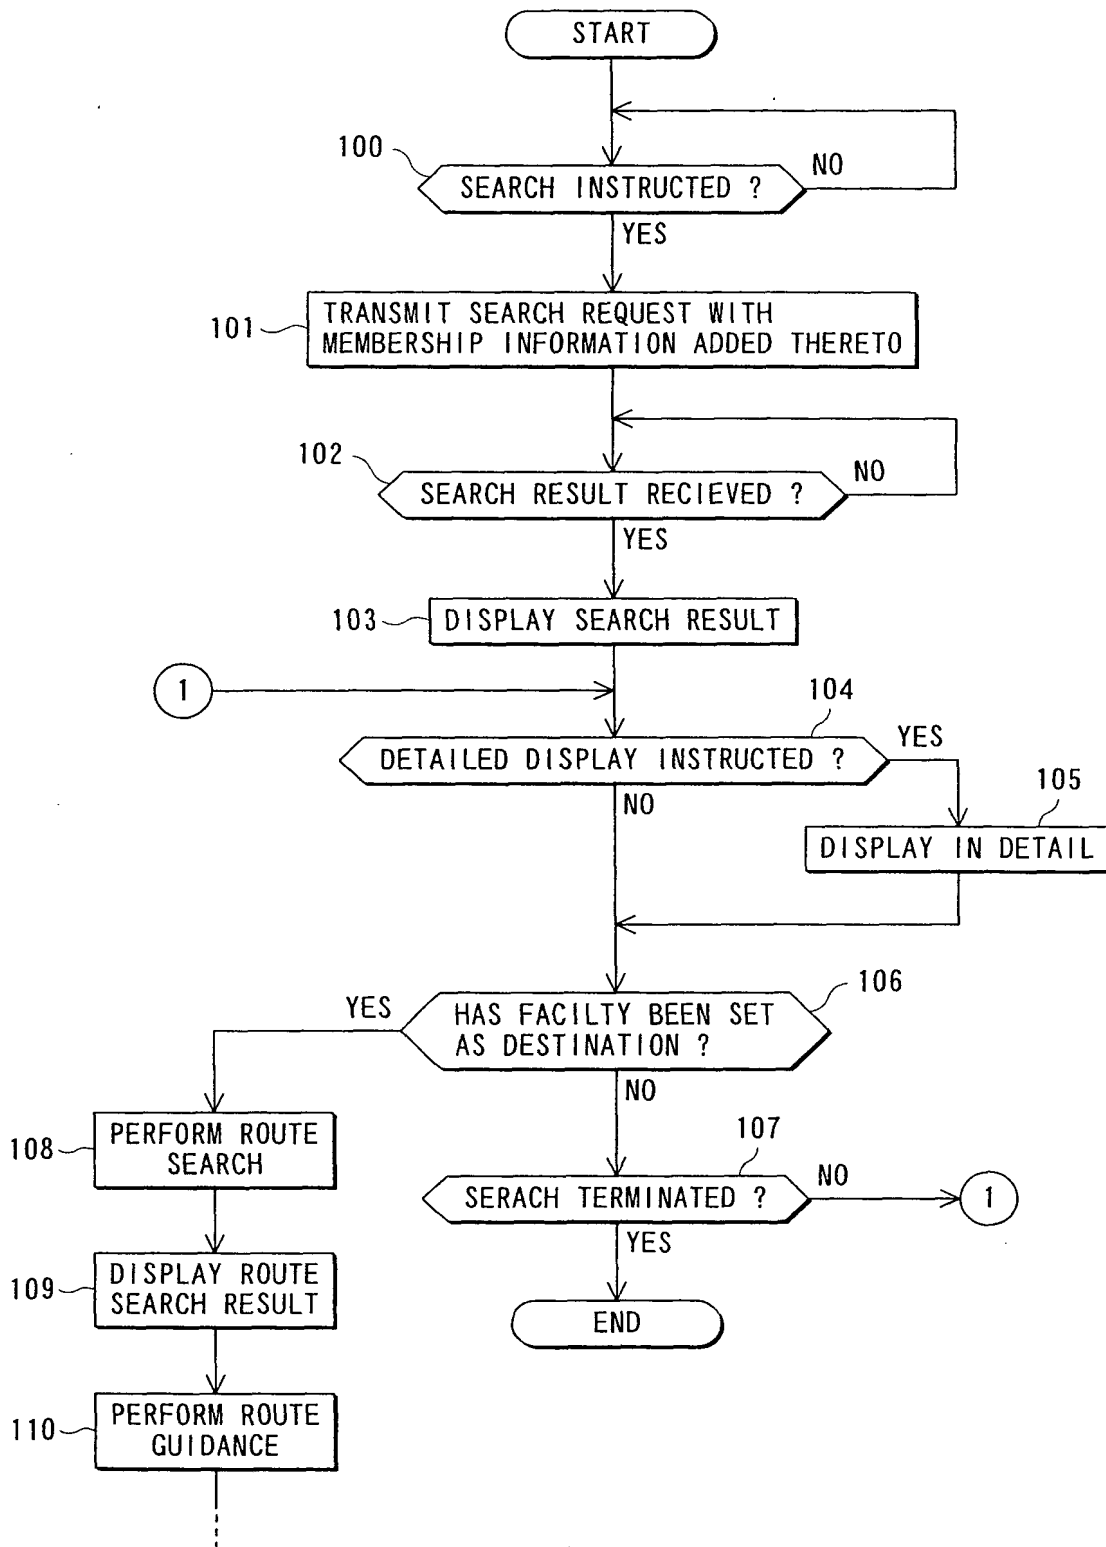 START
100
SEARCH INSTRUCTED ?
NO
YES
101
TRANSMIT SEARCH REQUEST WITH
MEMBERSHIP INFORMATION ADDED THERETO
102
SEARCH RESULT RECIEVED ?
NO
YES
103
DISPLAY SEARCH RESULT
1
104
DETAILED DISPLAY INSTRUCTED ?
YES
NO
105
DISPLAY IN DETAIL
106
YES
HAS FACILTY BEEN SET
AS DESTINATION ?
NO
108
PERFORM ROUTE
SEARCH
107
SERACH TERMINATED ?
NO
1
YES
109
DISPLAY ROUTE
SEARCH RESULT
END
110
PERFORM ROUTE
GUIDANCE